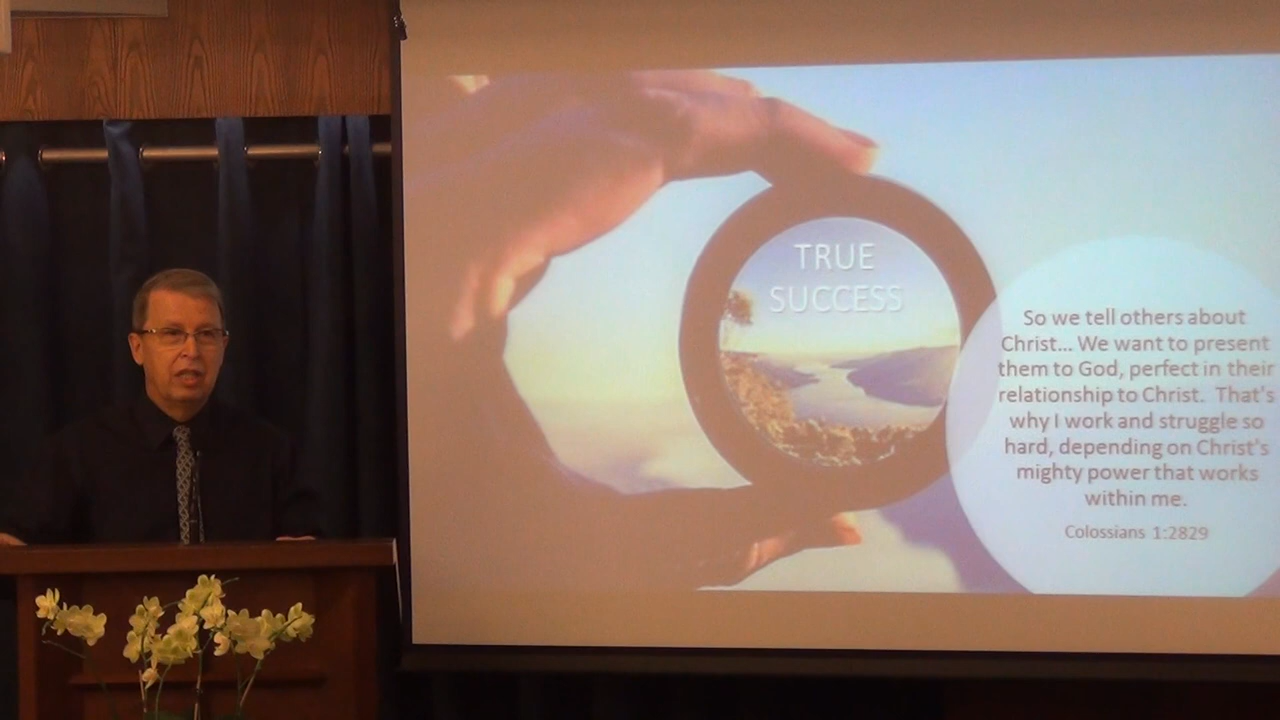 TRUE
SUCCESS
So we tell others about
Christ... We want to present
them to God, perfect in their
relationship to Christ. That's
why I work and struggle so
hard, depending on Christ's
mighty power that works
within me.
Colossians 1:2829